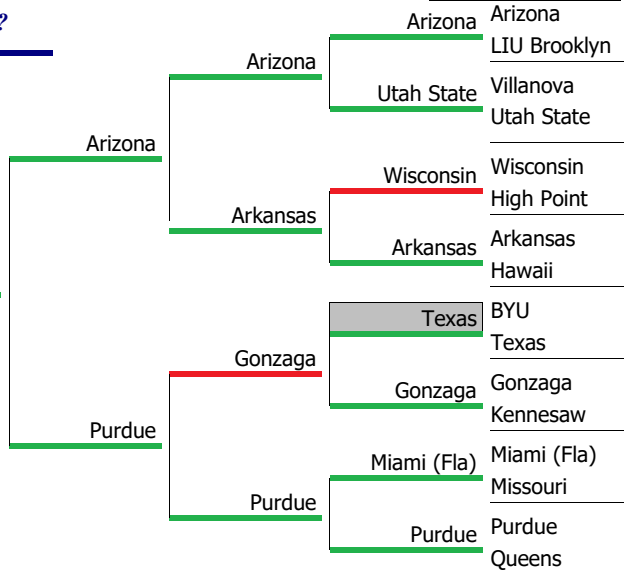 ?
Arizona
Arizona
LIU Brooklyn
Arizona
Utah State
Villanova
Utah State
Arizona
Wisconsin
Wisconsin
High Point
Arkansas
Arkansas
Arkansas
Hawaii
Texas
BYU
Texas
Gonzaga
Gonzaga
Gonzaga
Kennesaw
Purdue
Miami (Fla)
Miami (Fla)
Missouri
Purdue
Purdue
Purdue
Queens